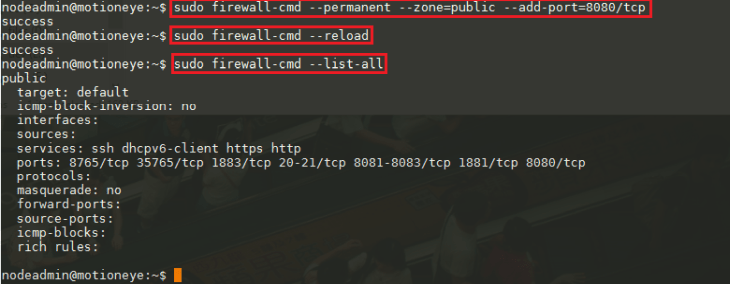 nodeadmin@motioneye:~$ sudo firewall-cmd --permanent --zone=public --add-port=8080/tcp
success
nodeadmin@motioneye:~$ sudo firewall-cmd --reload
success
nodeadmin@motioneye:~$ sudo firewall-cmd --list-all
public
  target: default
  icmp-block-inversion: no
  interfaces:
  sources:
  services: ssh dhcpv6-client https http
  ports: 8765/tcp 35765/tcp 1883/tcp 20-21/tcp 8081-8083/tcp 1881/tcp 8080/tcp
  protocols:
  masquerade: no
  forward-ports:
  source-ports:
  icmp-blocks:
  rich rules:
nodeadmin@motioneye:~$